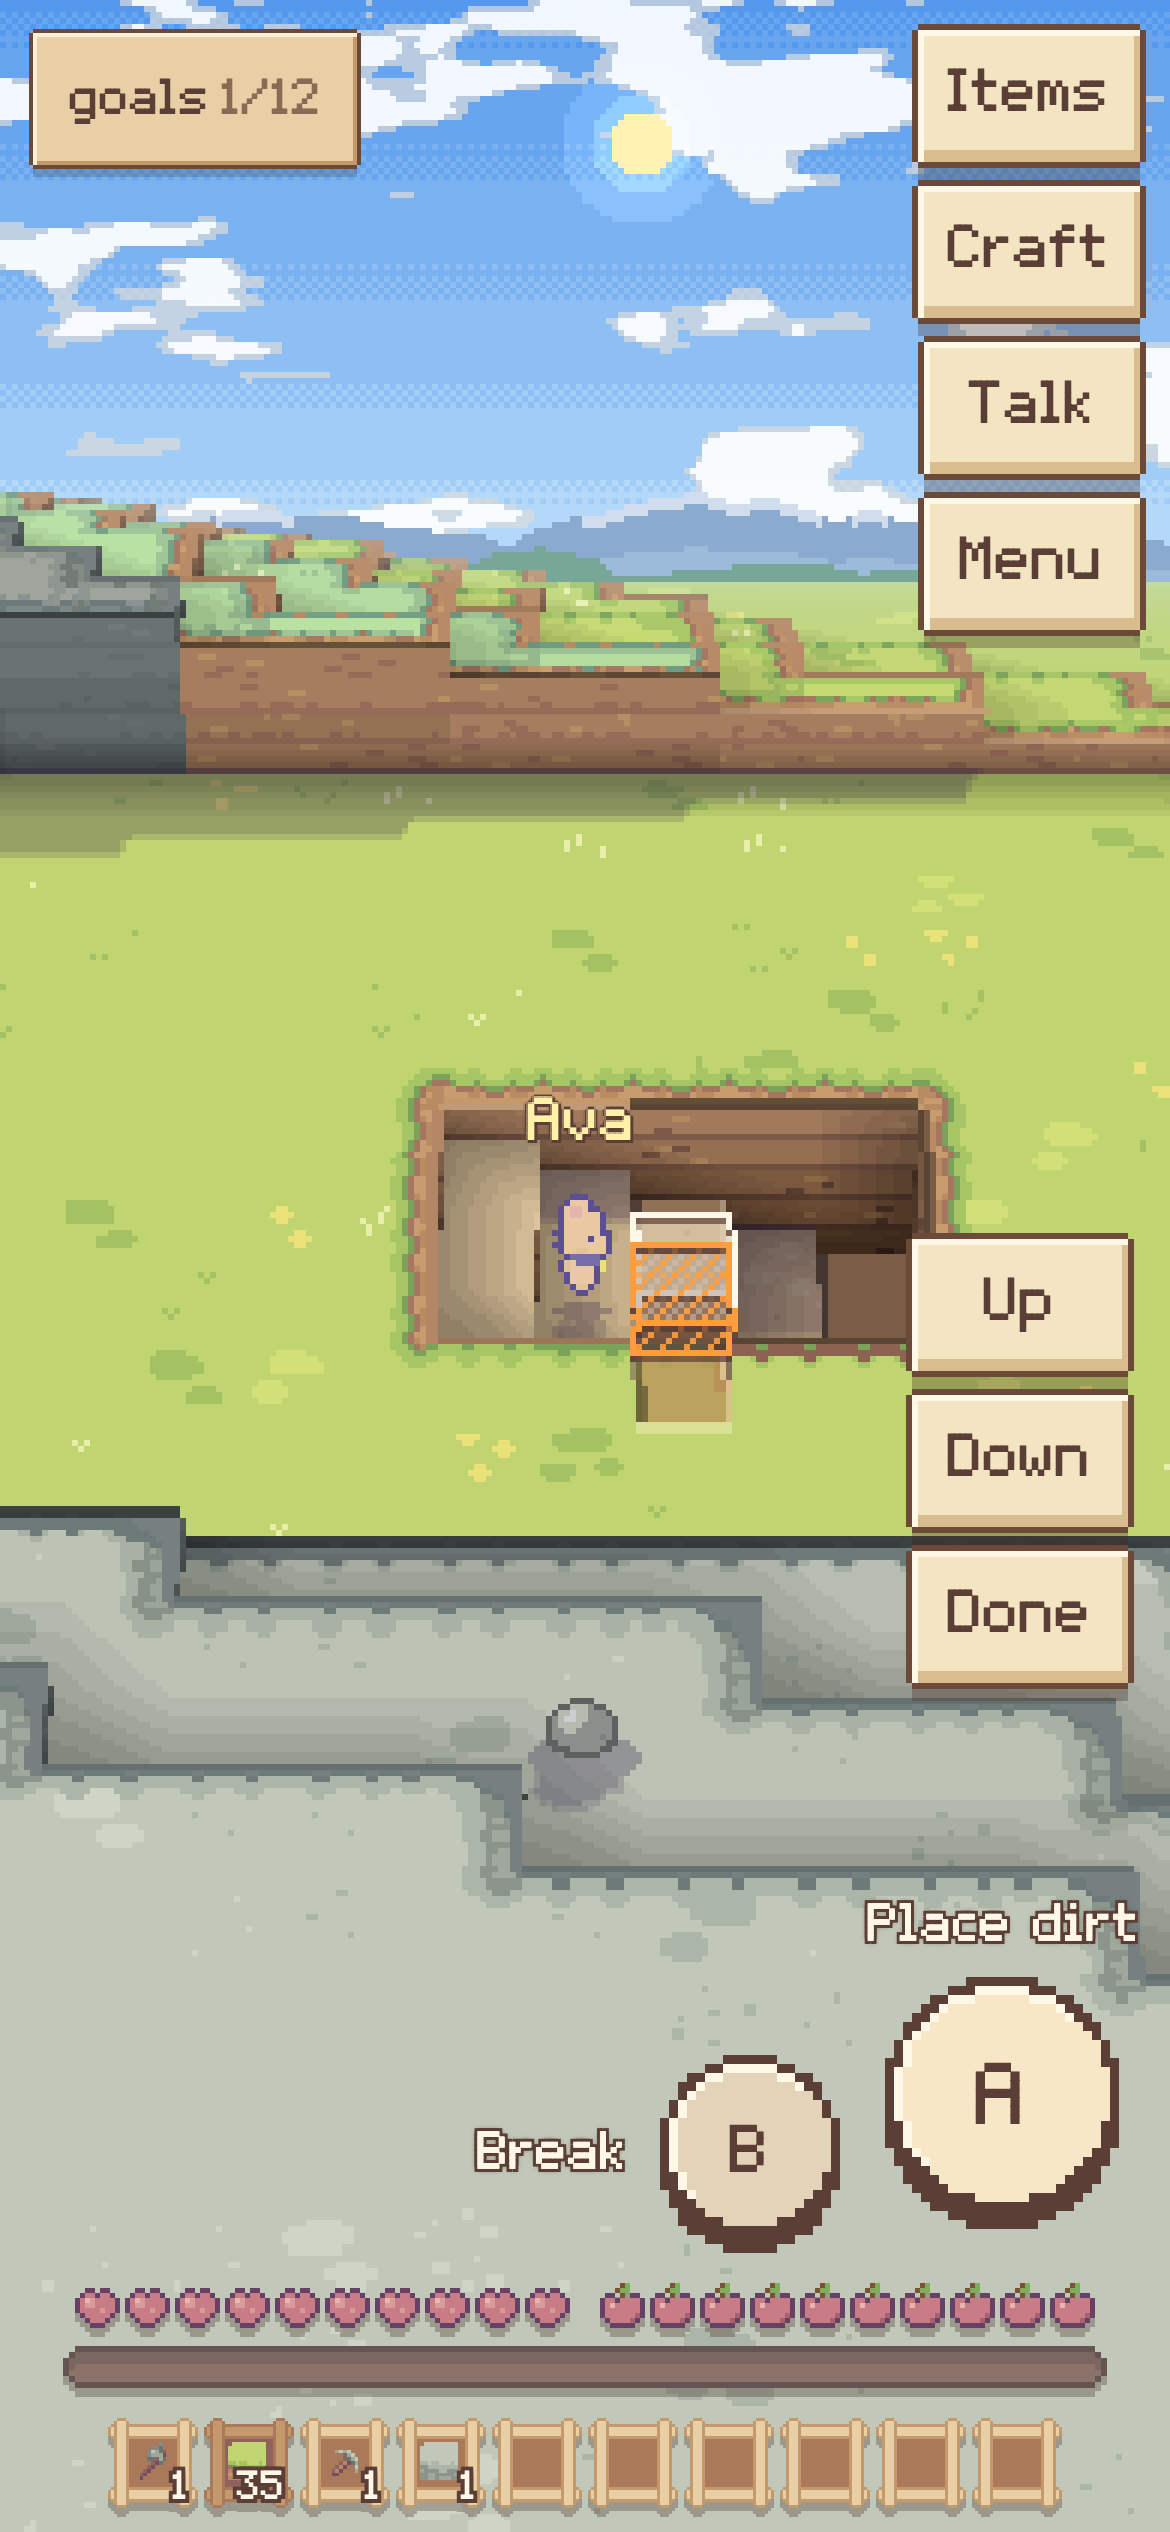 goals 1/12
Items
Craft
Talk
Menu
Ava
Up
Down
Done
Place dirt
A
Break
B
1
35
1
1